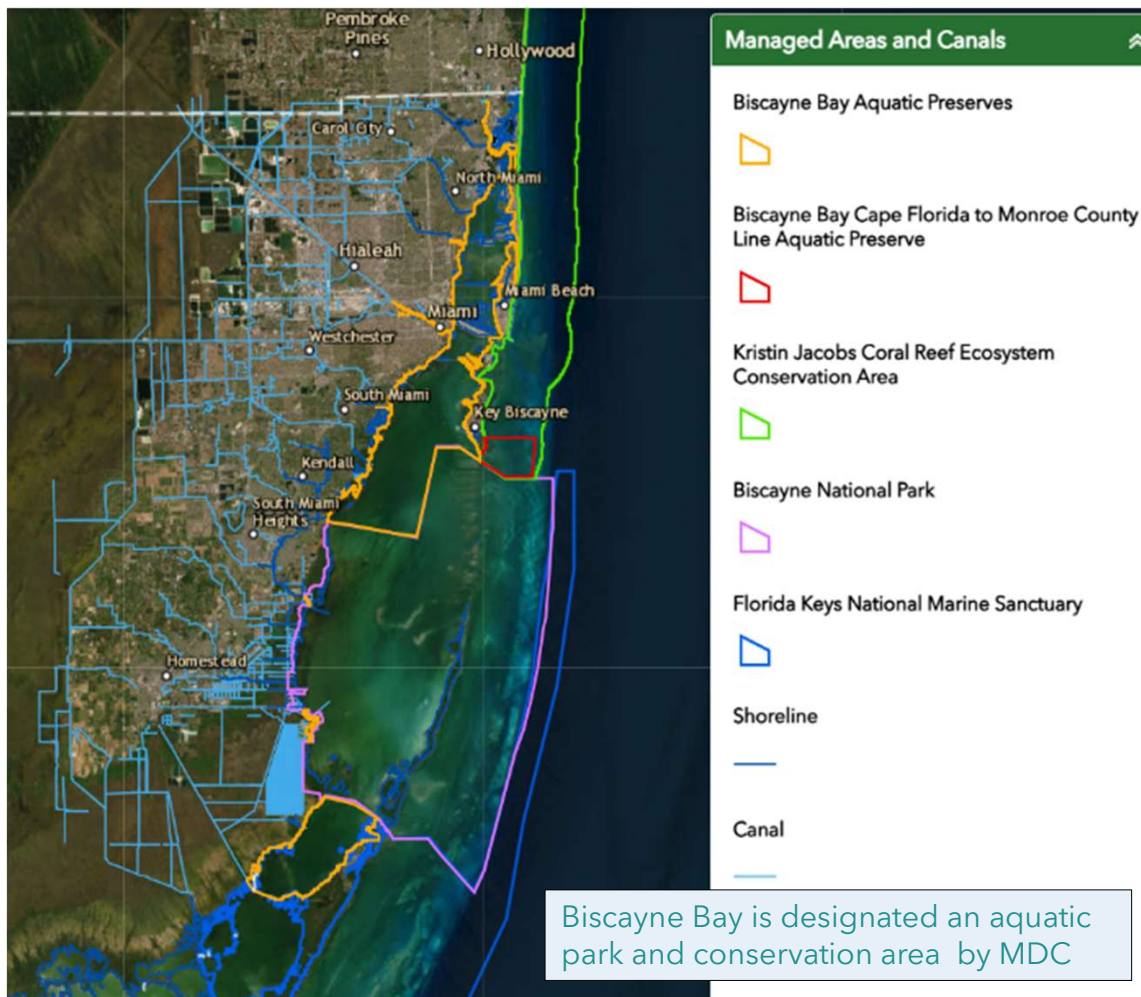 Pembroke
Pines
Hollywood
Carol City
North Miami
Hialeah
Miami Beach
Miami
Westchester
South Miami
Key Biscayne
Kendall
South Miami
Heights
Homestead
Managed Areas and Canals
Biscayne Bay Aquatic Preserves
Biscayne Bay Cape Florida to Monroe County
Line Aquatic Preserve
Kristin Jacobs Coral Reef Ecosystem
Conservation Area
Biscayne National Park
Florida Keys National Marine Sanctuary
Shoreline
Canal
Biscayne Bay is designated an aquatic
park and conservation area by MDC